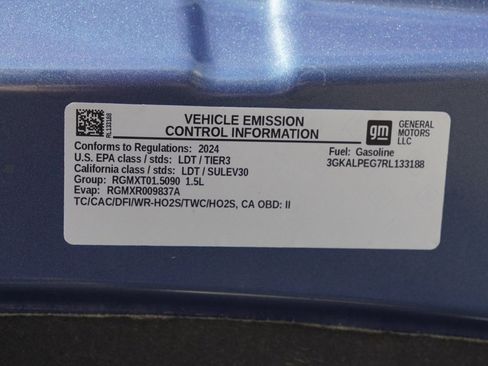 RL133188
VEHICLE EMISSION
CONTROL INFORMATION
gm
GENERAL
MOTORS
LLC
Conforms to Regulations: 2024
U.S. EPA class / stds: LDT / TIER3
California class / stds: LDT / SULEV30
Group: RGMXT01.5090 1.5L
Evap: RGMXR009837A
TC/CAC/DFI/WR-HO2S/TWC/HO2S, CA OBD: II
Fuel: Gasoline
3GKALPEG7RL133188